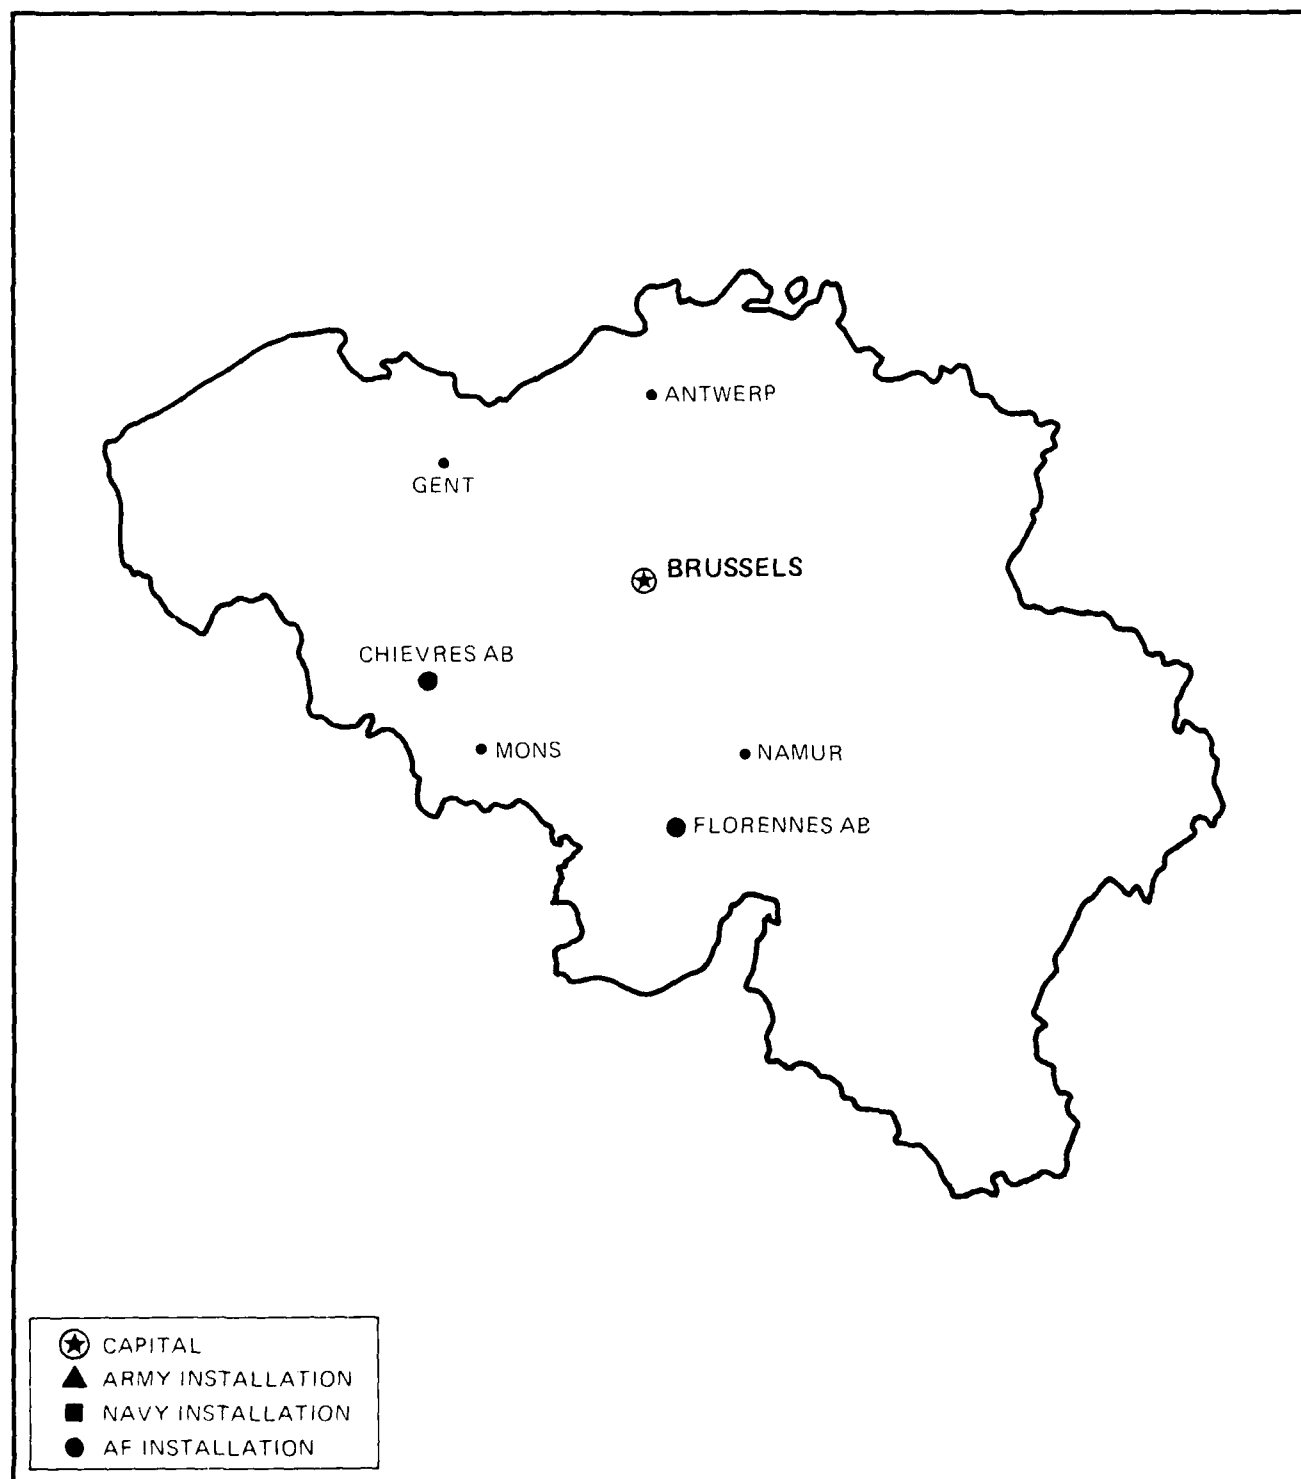 ANTWERP
GENT
BRUSSELS
CHIEVRES AB
MONS
NAMUR
FLORENNES AB
CAPITAL
ARMY INSTALLATION
NAVY INSTALLATION
AF INSTALLATION